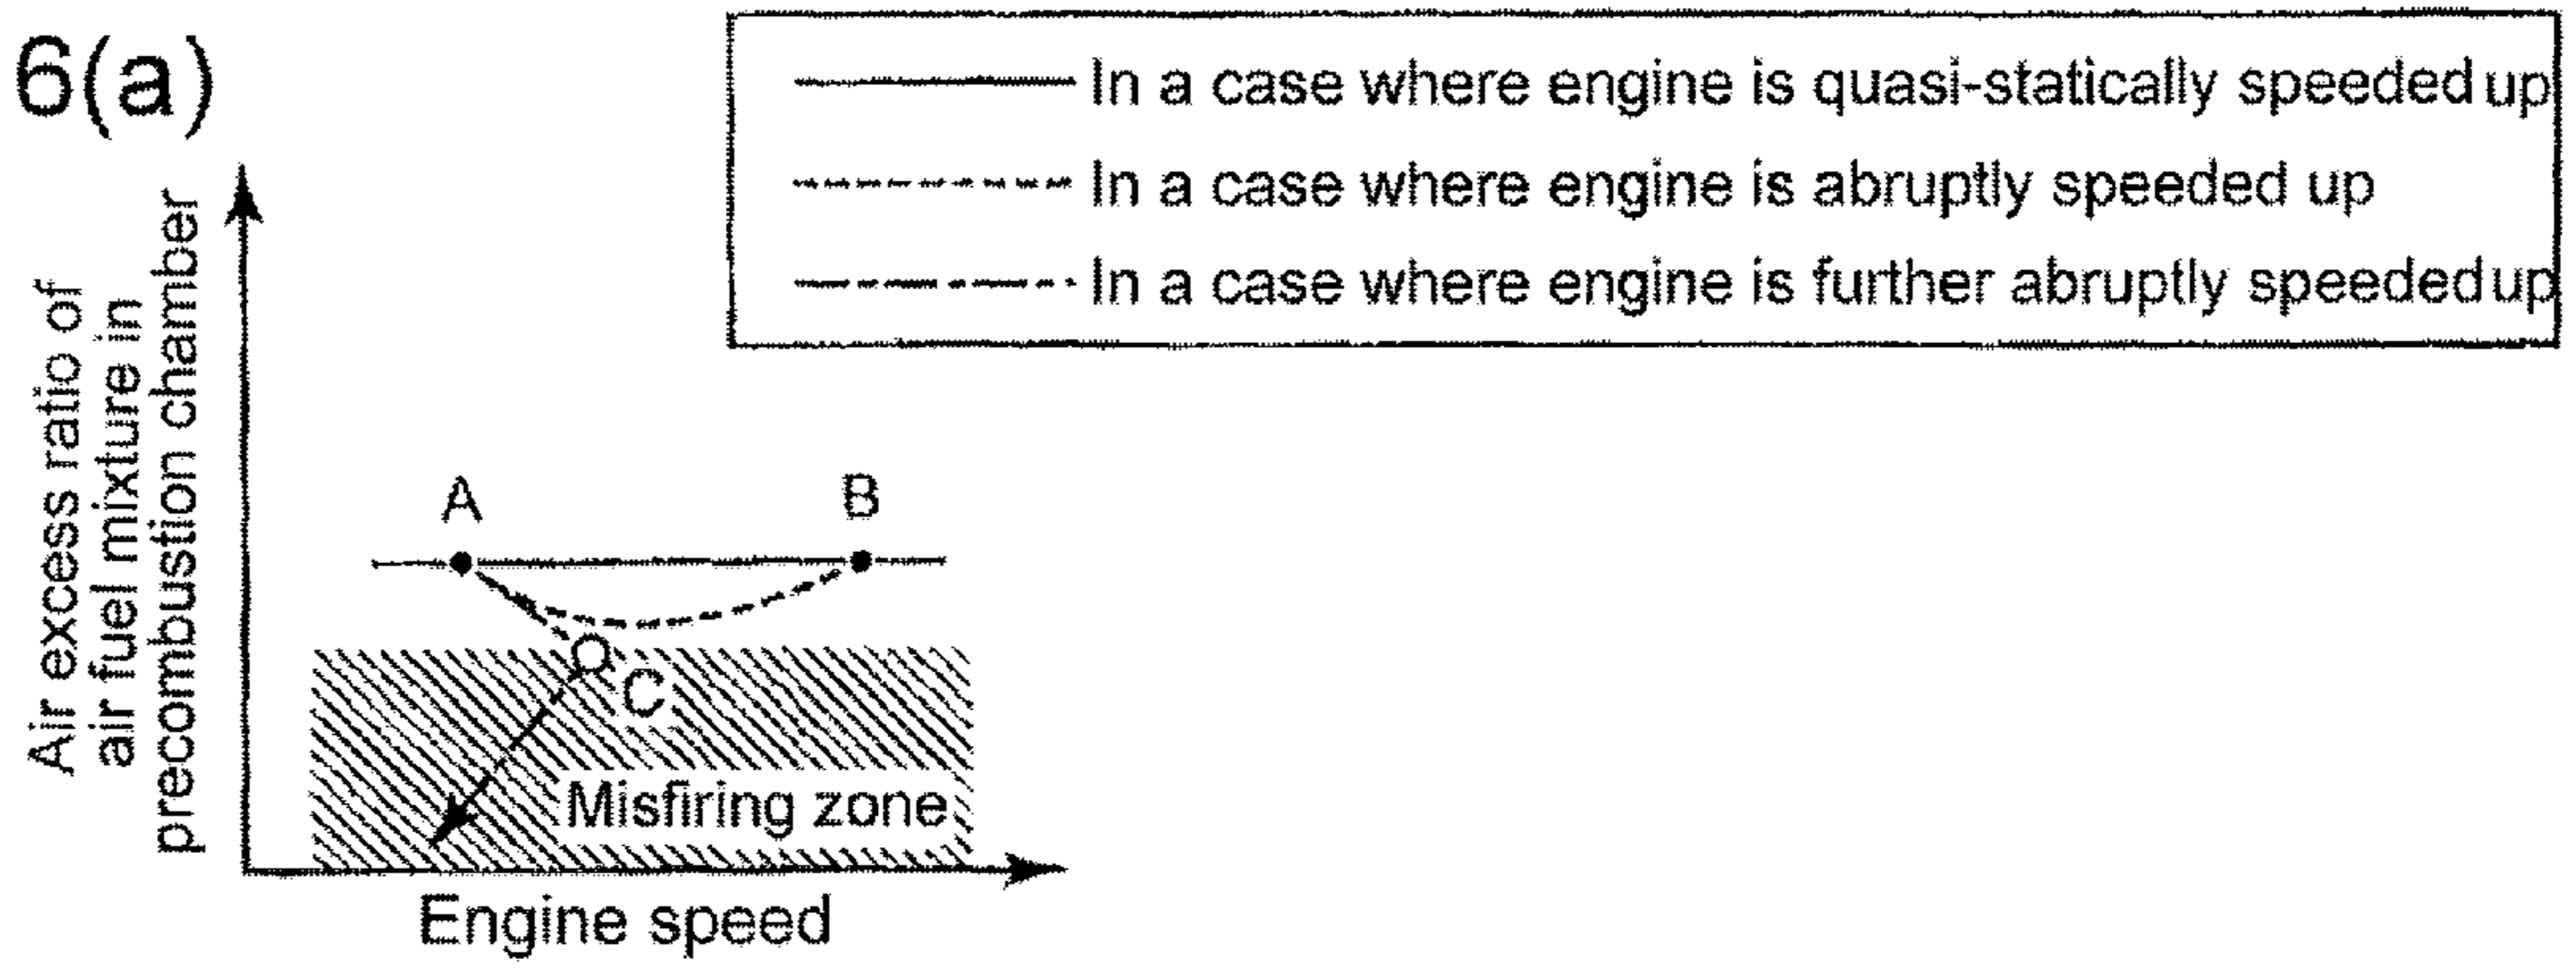 6(a)
In a case where engine is quasi-statically speeded up
In a case where engine is abruptly speeded up
In a case where engine is further abruptly speeded up
Air excess ratio of
air fuel mixture in
precombustion chamber
A
B
C
Misfiring zone
Engine speed